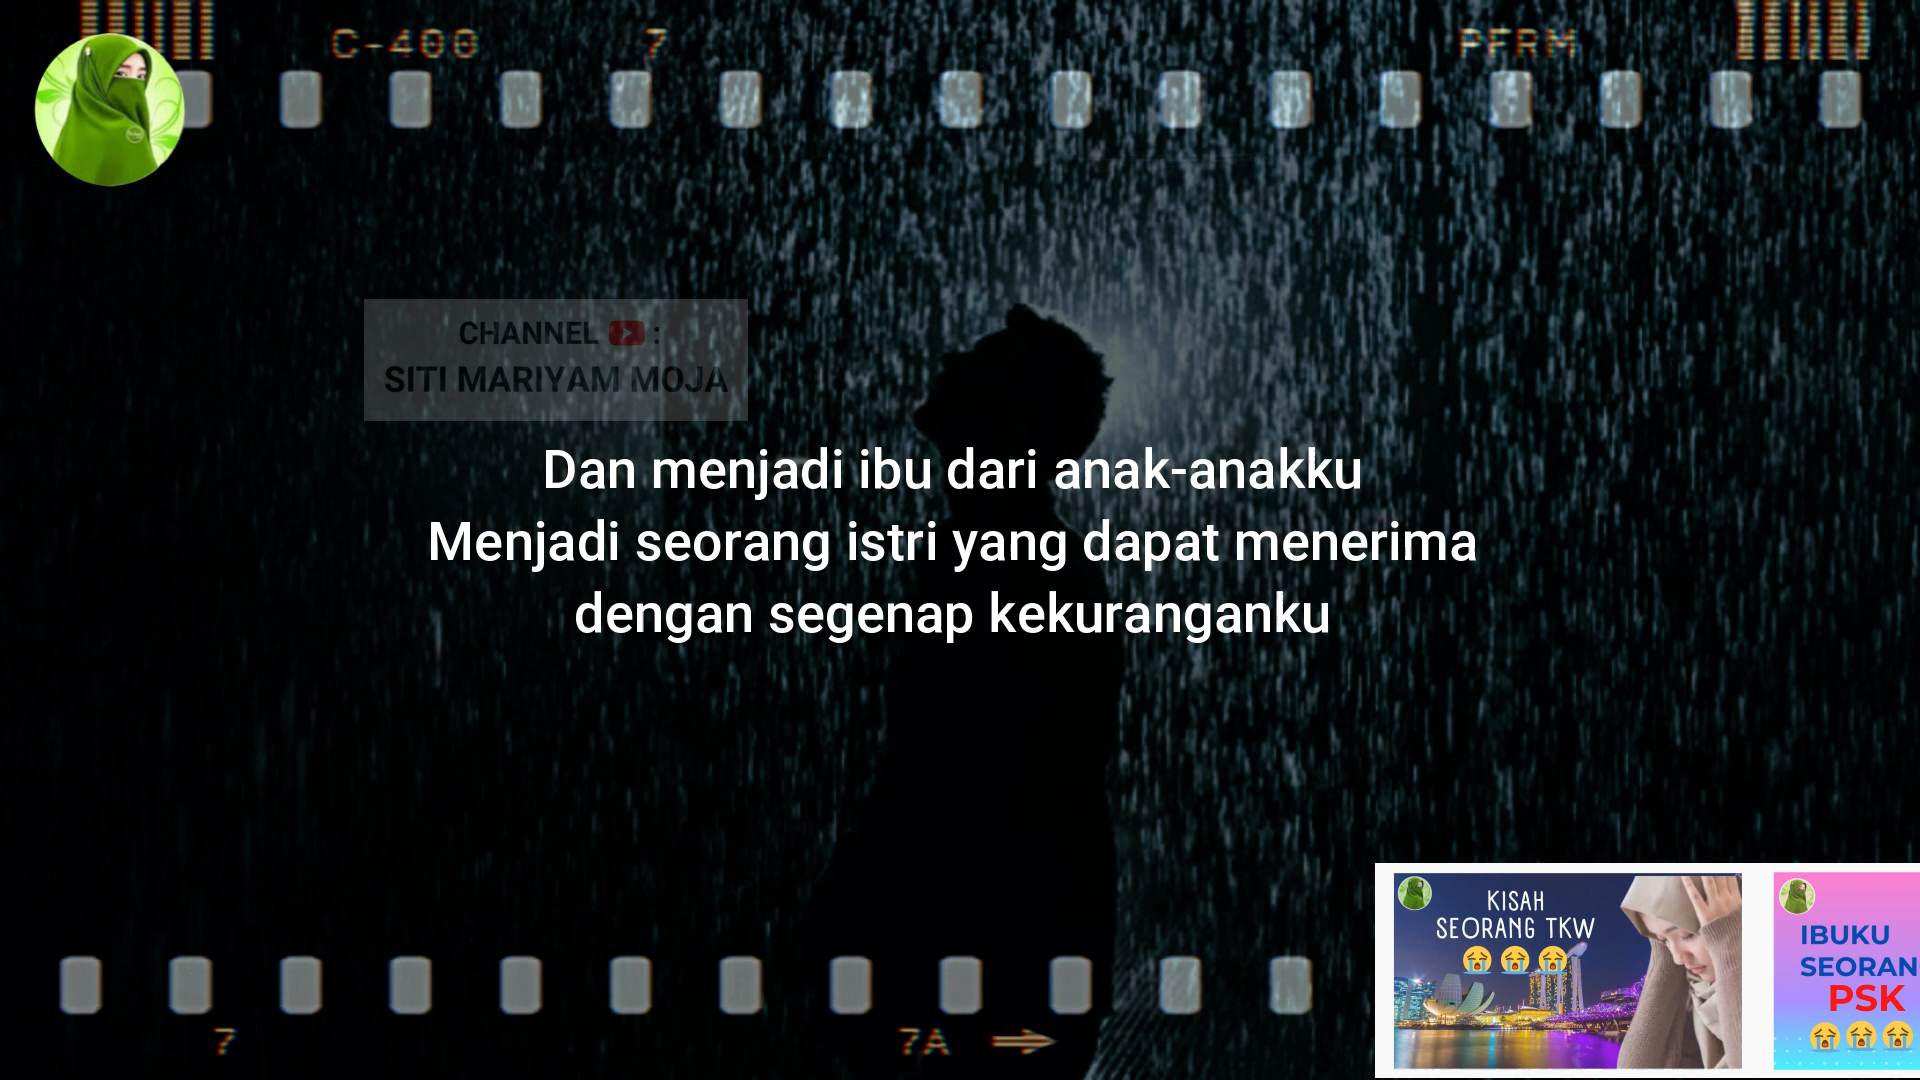 C-400 7 PFRM
CHANNEL :
SITI MARIYAM MOJA
Dan menjadi ibu dari anak-anakku
Menjadi seorang istri yang dapat menerima
dengan segenap kekuranganku
KISAH
SEORANG TKW
IBUKU
SEORAN
PSK
7 7A